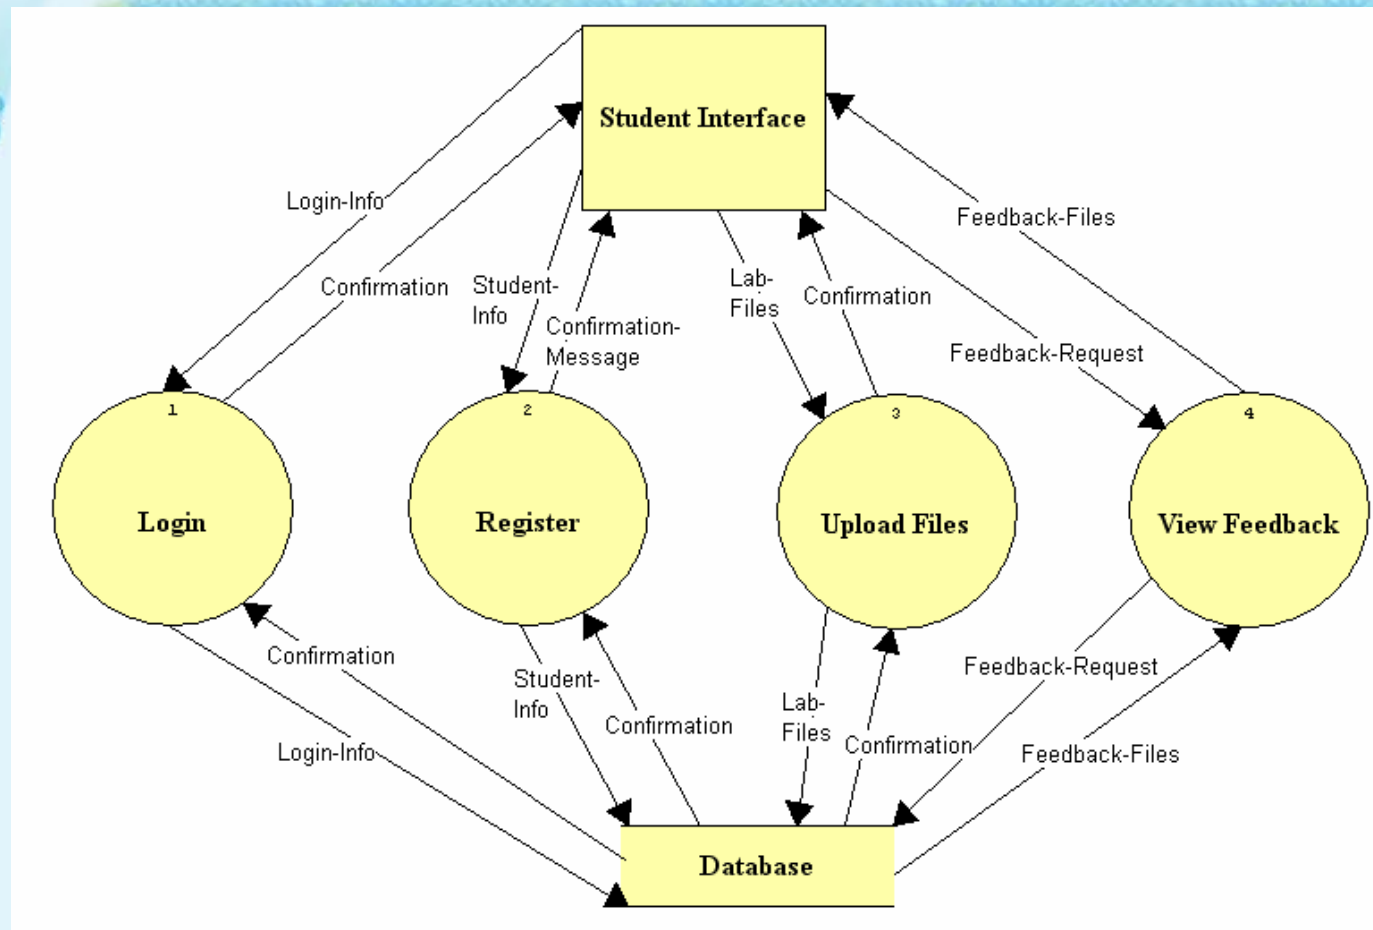 Student Interface
Login-Info
Feedback-Files
Confirmation
Student-
Info
Lab-
Files
Confirmation
Confirmation-
Message
Feedback-Request
1
2
3
4
Login
Register
Upload Files
View Feedback
Confirmation
Student-
Info
Feedback-Request
Login-Info
Confirmation
Lab-
Files
Confirmation
Feedback-Files
Database